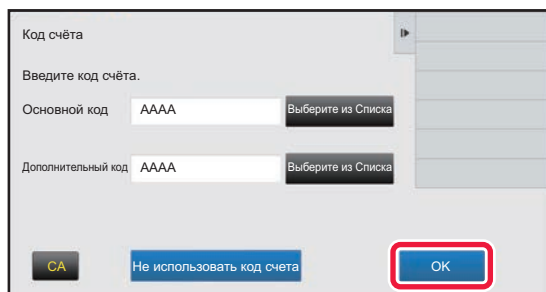 Код счёта
Введите код счёта.
Основной код AAAA Выберите из Списка
Дополнительный код AAAA Выберите из Списка
CA Не использовать код счета OK